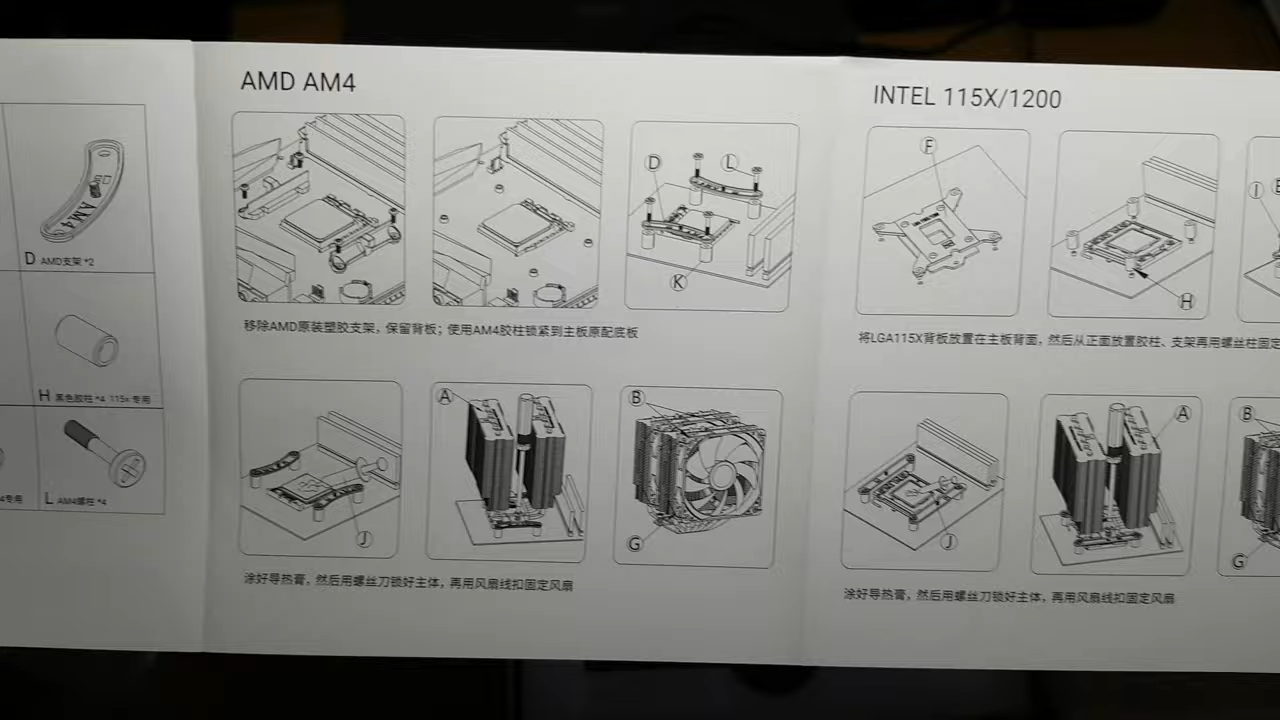 AM4
D AMD支架 *2
H 黑色胶柱 *4 115x 专用
4专用
L AM4螺柱 *4
AMD AM4
D
L
K
移除AMD原装塑胶支架，保留背板；使用AM4胶柱锁紧到主板原配底板
J
A
B
G
涂好导热膏，然后用螺丝刀锁好主体，再用风扇线扣固定风扇
INTEL 115X/1200
F
H
I
E
将LGA115X背板放置在主板背面，然后从正面放置胶柱、支架再用螺丝柱固定
J
A
B
G
涂好导热膏，然后用螺丝刀锁好主体，再用风扇线扣固定风扇